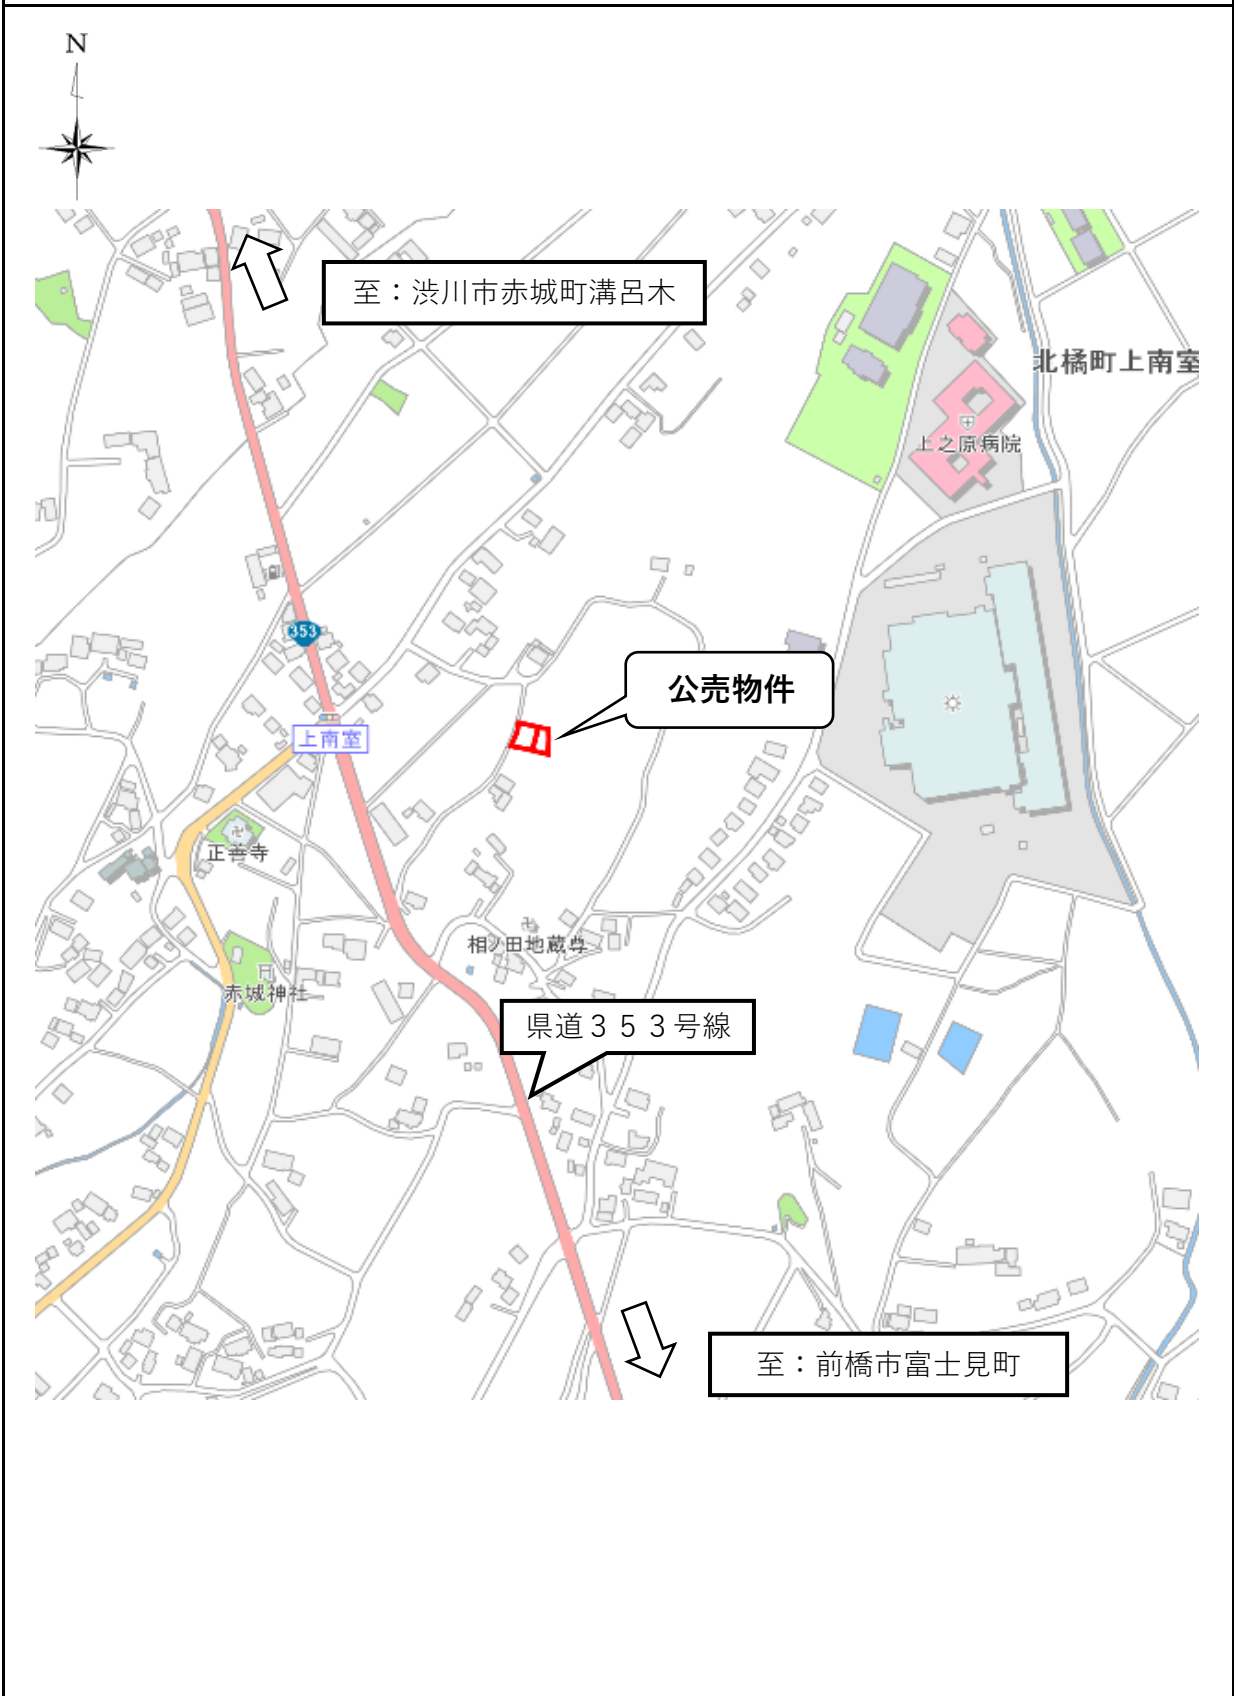 N
至：渋川市赤城町溝呂木
北橘町上南室
上之原病院
353
公売物件
上南室
正善寺
相ノ田地蔵尊
赤城神社
県道３５３号線
至：前橋市富士見町